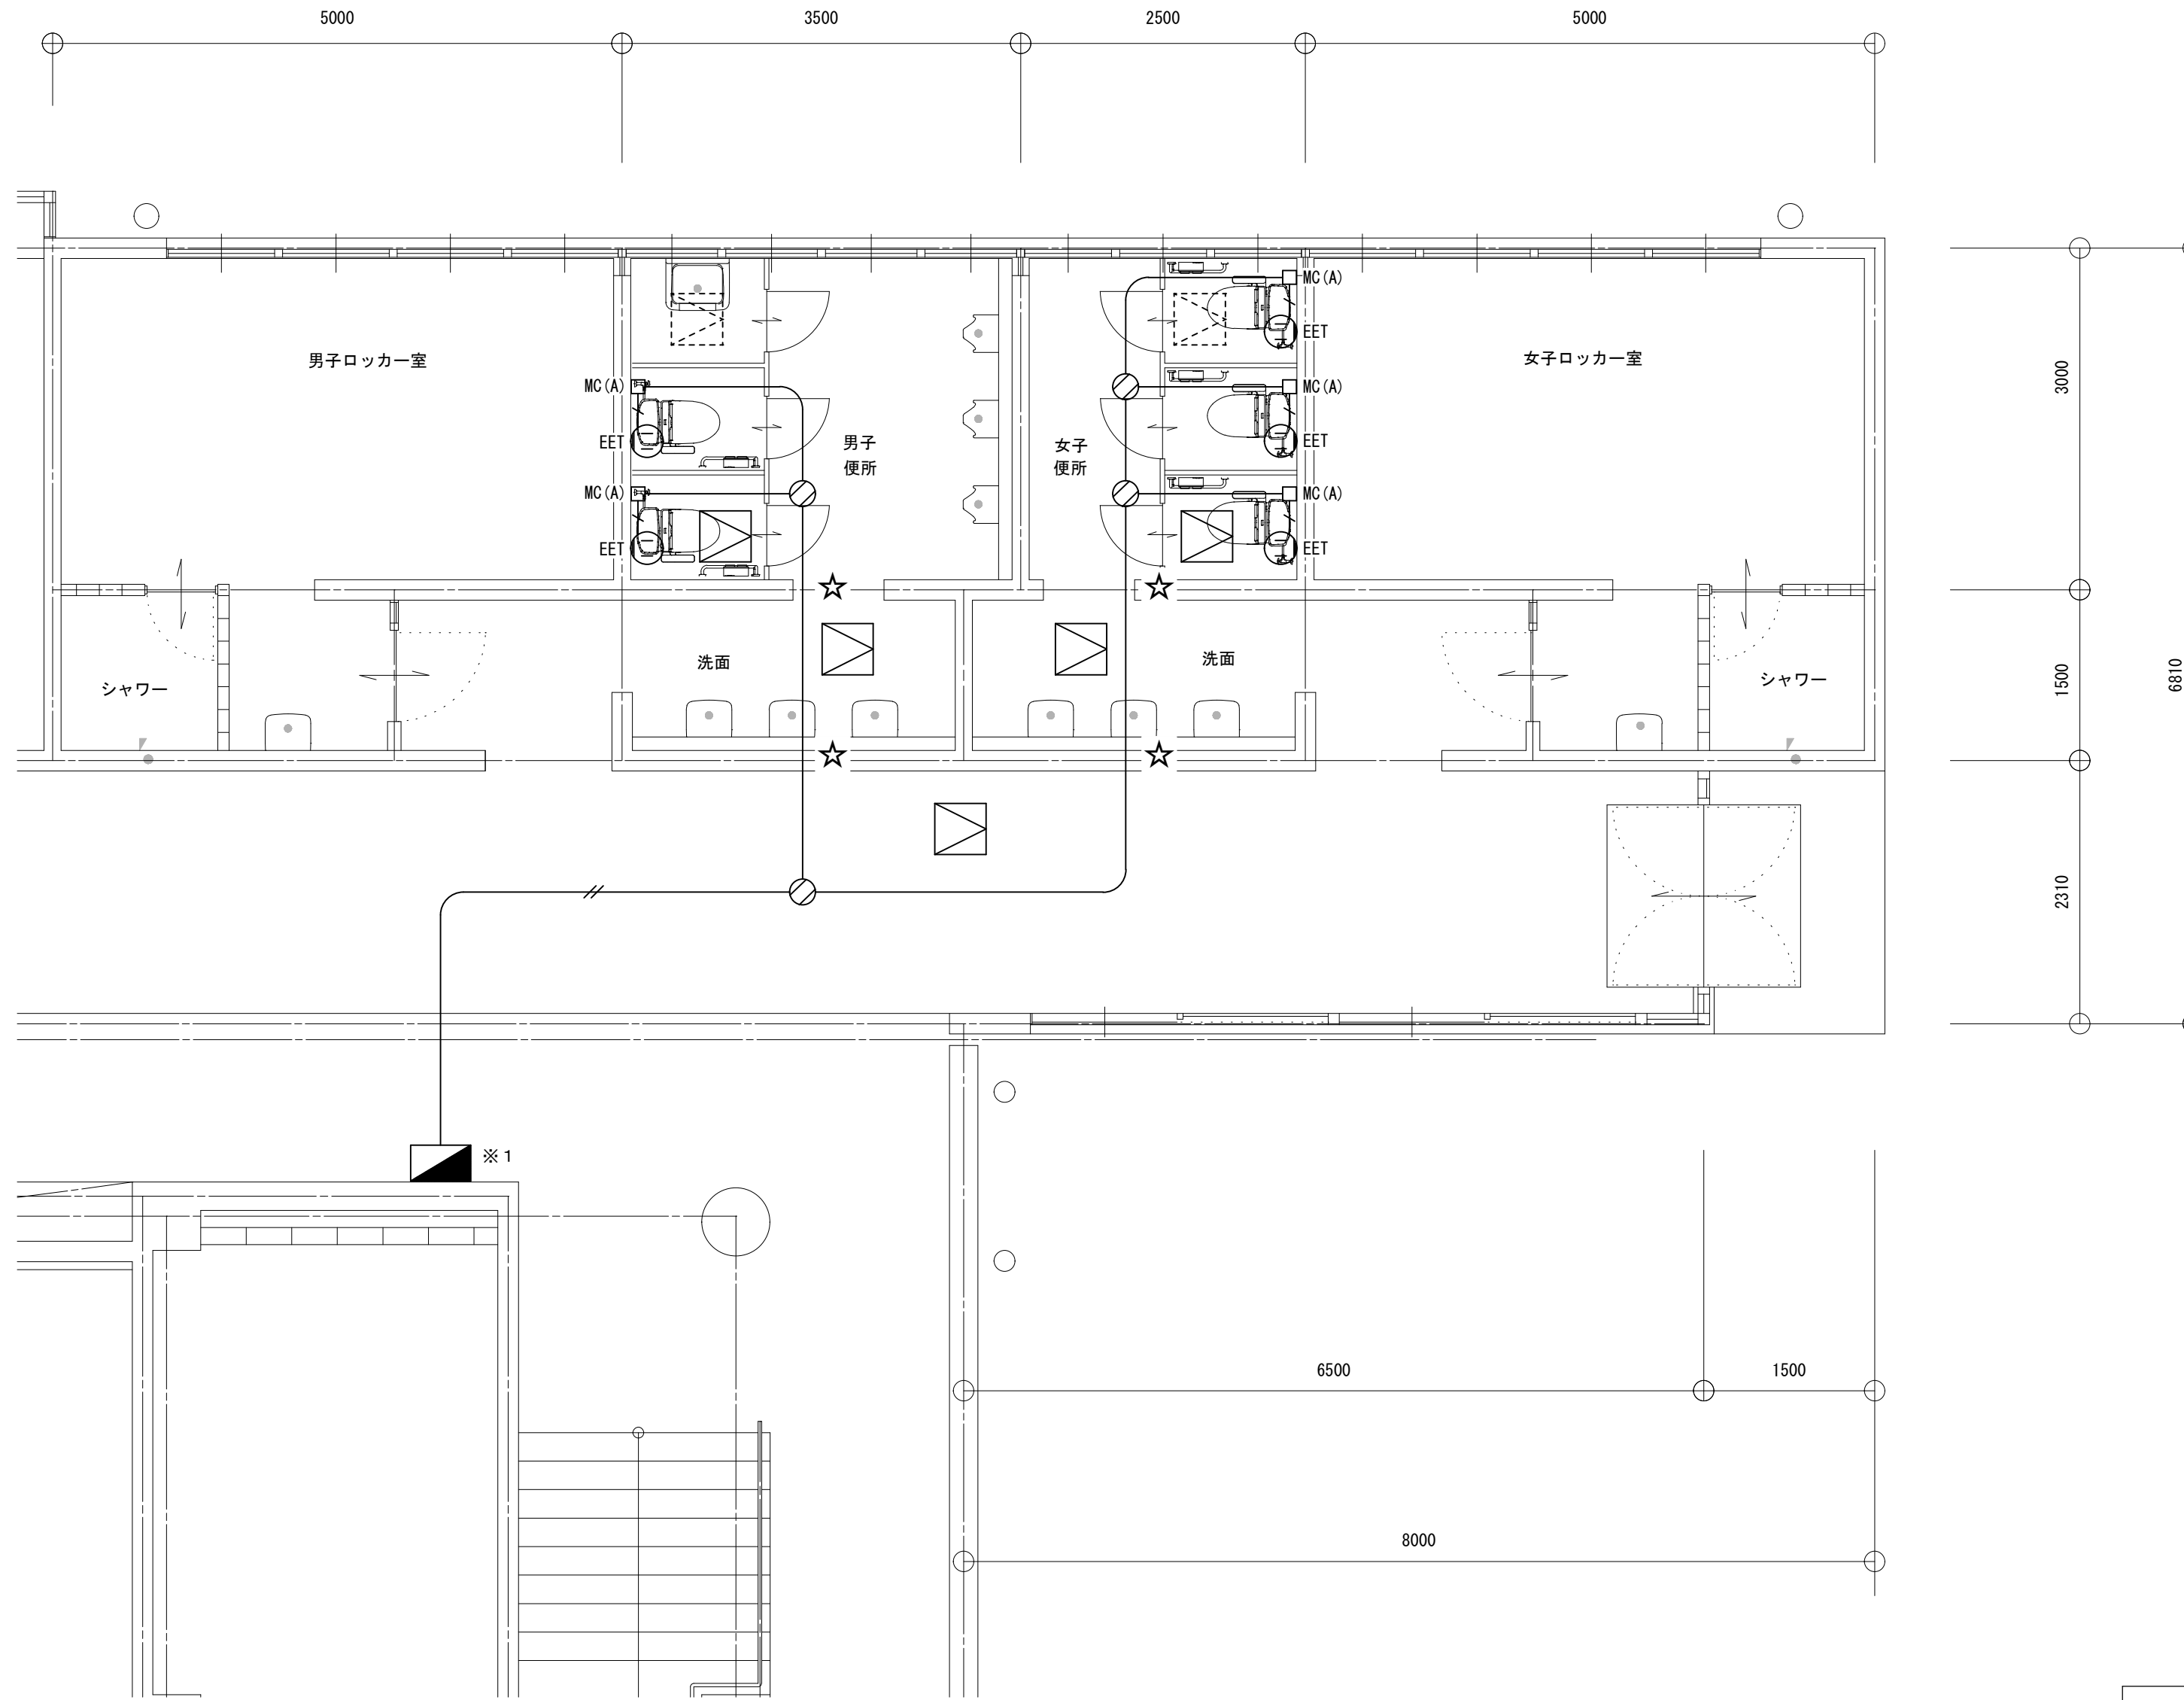 5000
3500
2500
5000
MC(A)
EET
男子ロッカー室
女子ロッカー室
3000
MC(A)
MC(A)
EET
男子
便所
女子
便所
EET
MC(A)
MC(A)
EET
EET
☆
☆
洗面
洗面
シャワー
シャワー
1500
6810
☆
☆
2310
※1
6500
1500
8000